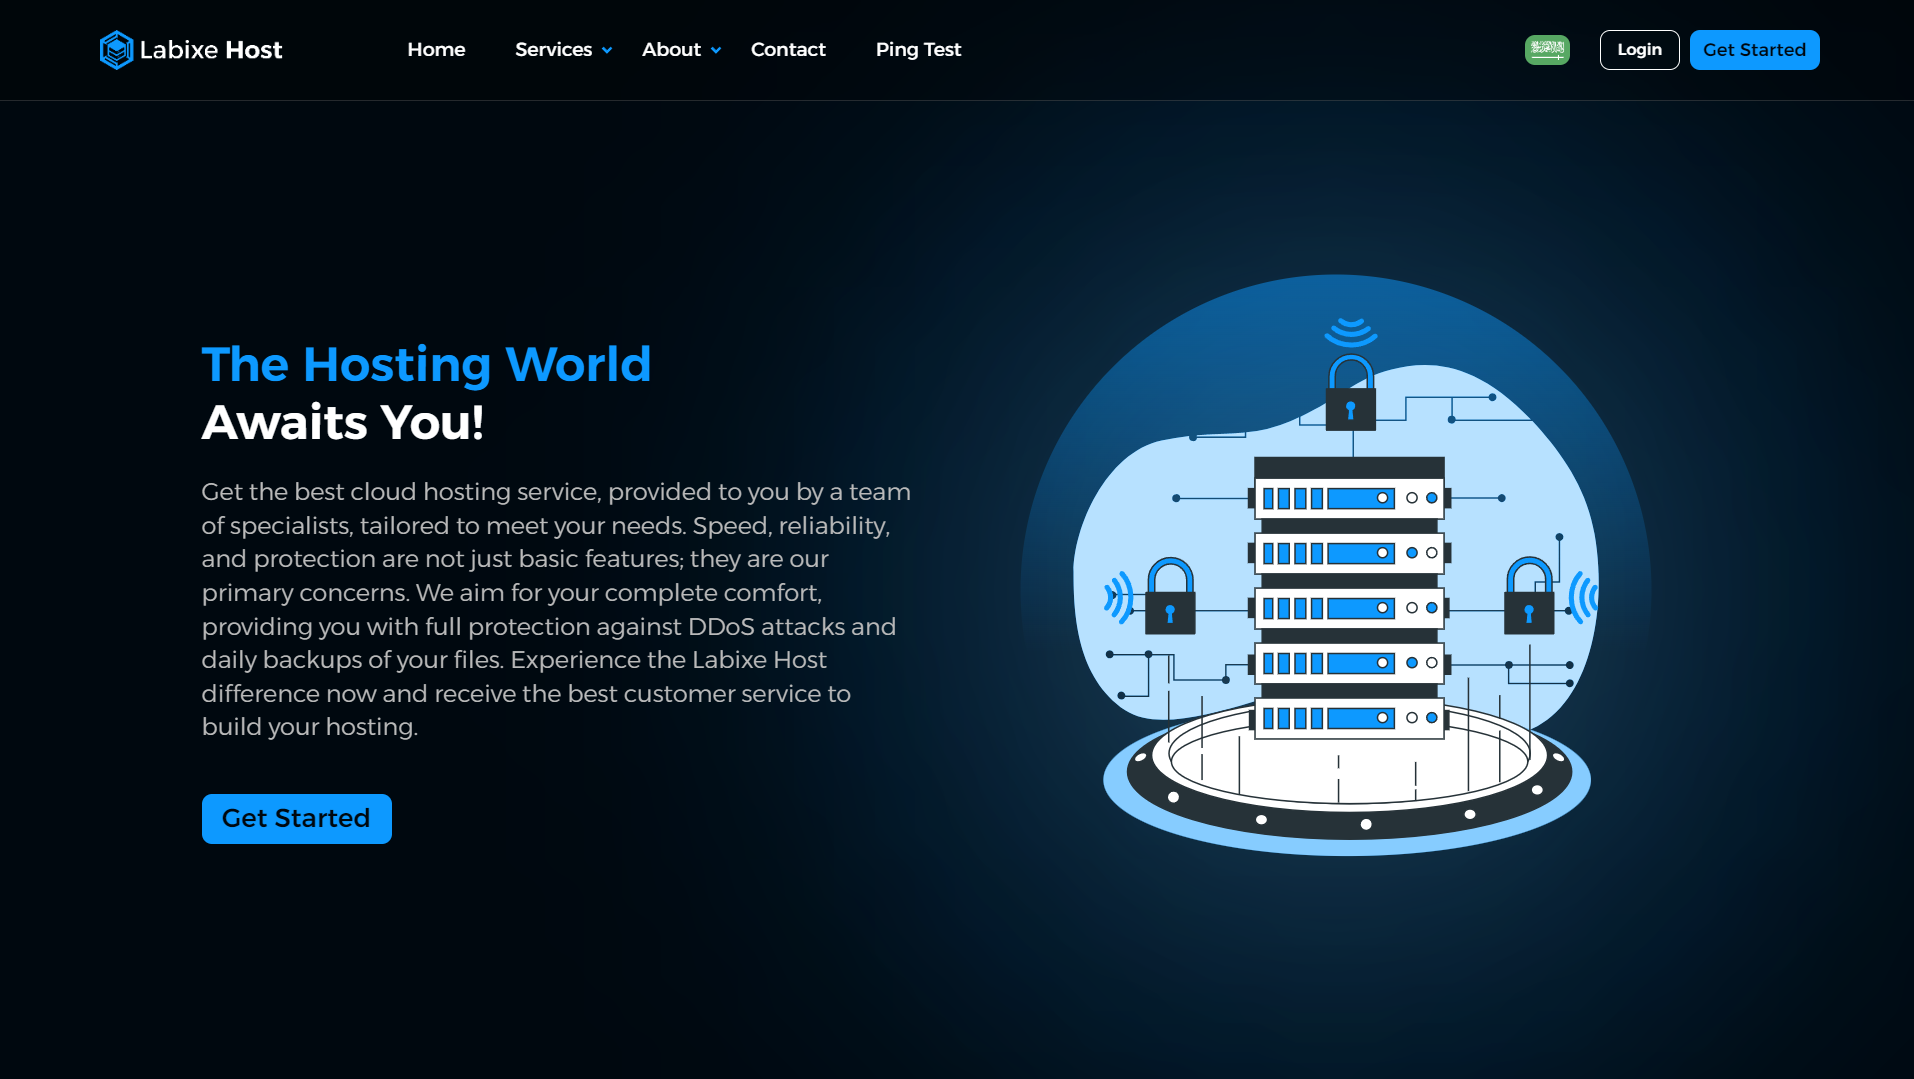 Labixe Host
Home
Services
About
Contact
Ping Test
Login
Get Started
The Hosting World
Awaits You!
Get the best cloud hosting service, provided to you by a team
of specialists, tailored to meet your needs. Speed, reliability,
and protection are not just basic features; they are our
primary concerns. We aim for your complete comfort,
providing you with full protection against DDoS attacks and
daily backups of your files. Experience the Labixe Host
difference now and receive the best customer service to
build your hosting.
Get Started